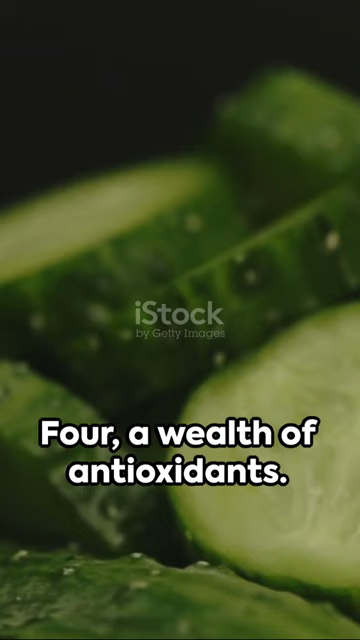 iStock
by Getty Images
Four, a wealth of
antioxidants.